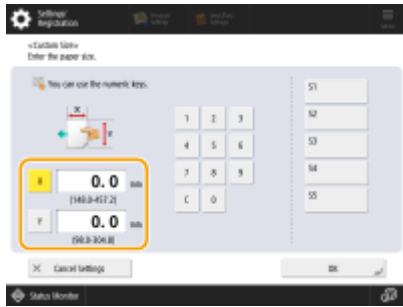 Settings/
Registration
<Custom Size>
Enter the paper size.
You can use the numeric keys.
X
Y
1 2 3
4 5 6
7 8 9
C 0
X 0. 0 mm
(148.0-457.2)
Y 0. 0 mm
(98.0-304.8)
S1
S2
S3
S4
S5
Cancel Settings
OK
Status Monitor